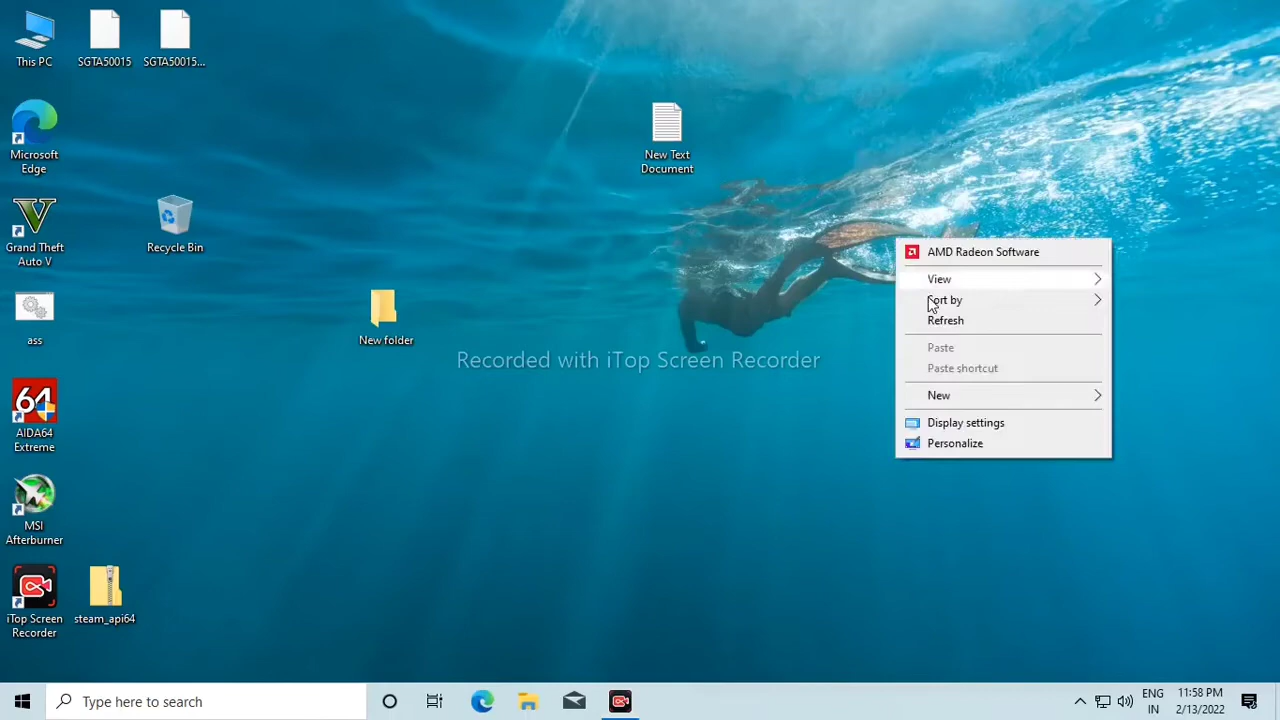 This PC
SGTA50015
SGTA50015...
Microsoft
Edge
New Text
Document
Grand Theft
Auto V
Recycle Bin
ass
New folder
AIDA64
Extreme
64
MSI
Afterburner
iTop Screen
Recorder
steam_api64
Recorded with iTop Screen Recorder
AMD Radeon Software
View
Sort by
Refresh
Paste
Paste shortcut
New
Display settings
Personalize
Type here to search
ENG
IN
11:58 PM
2/13/2022